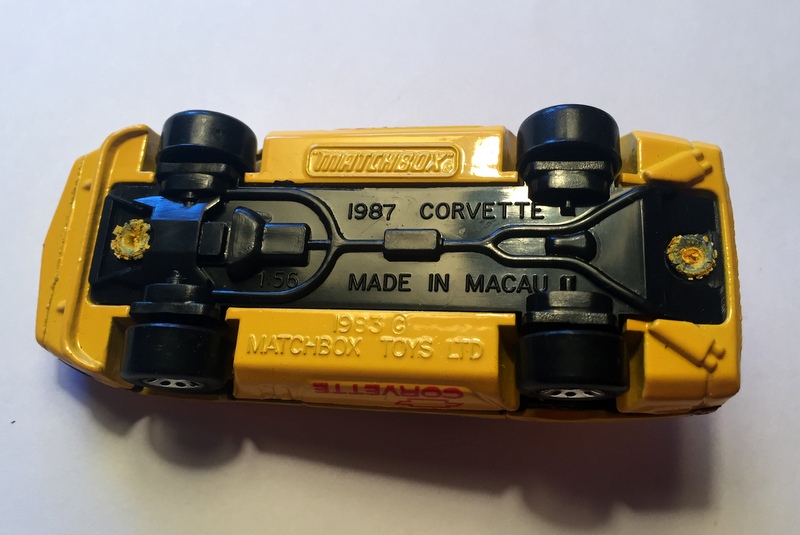 MATCHBOX®
1987 CORVETTE
1:56
MADE IN MACAU
1983 ©
MATCHBOX TOYS LTD
CORVETTE